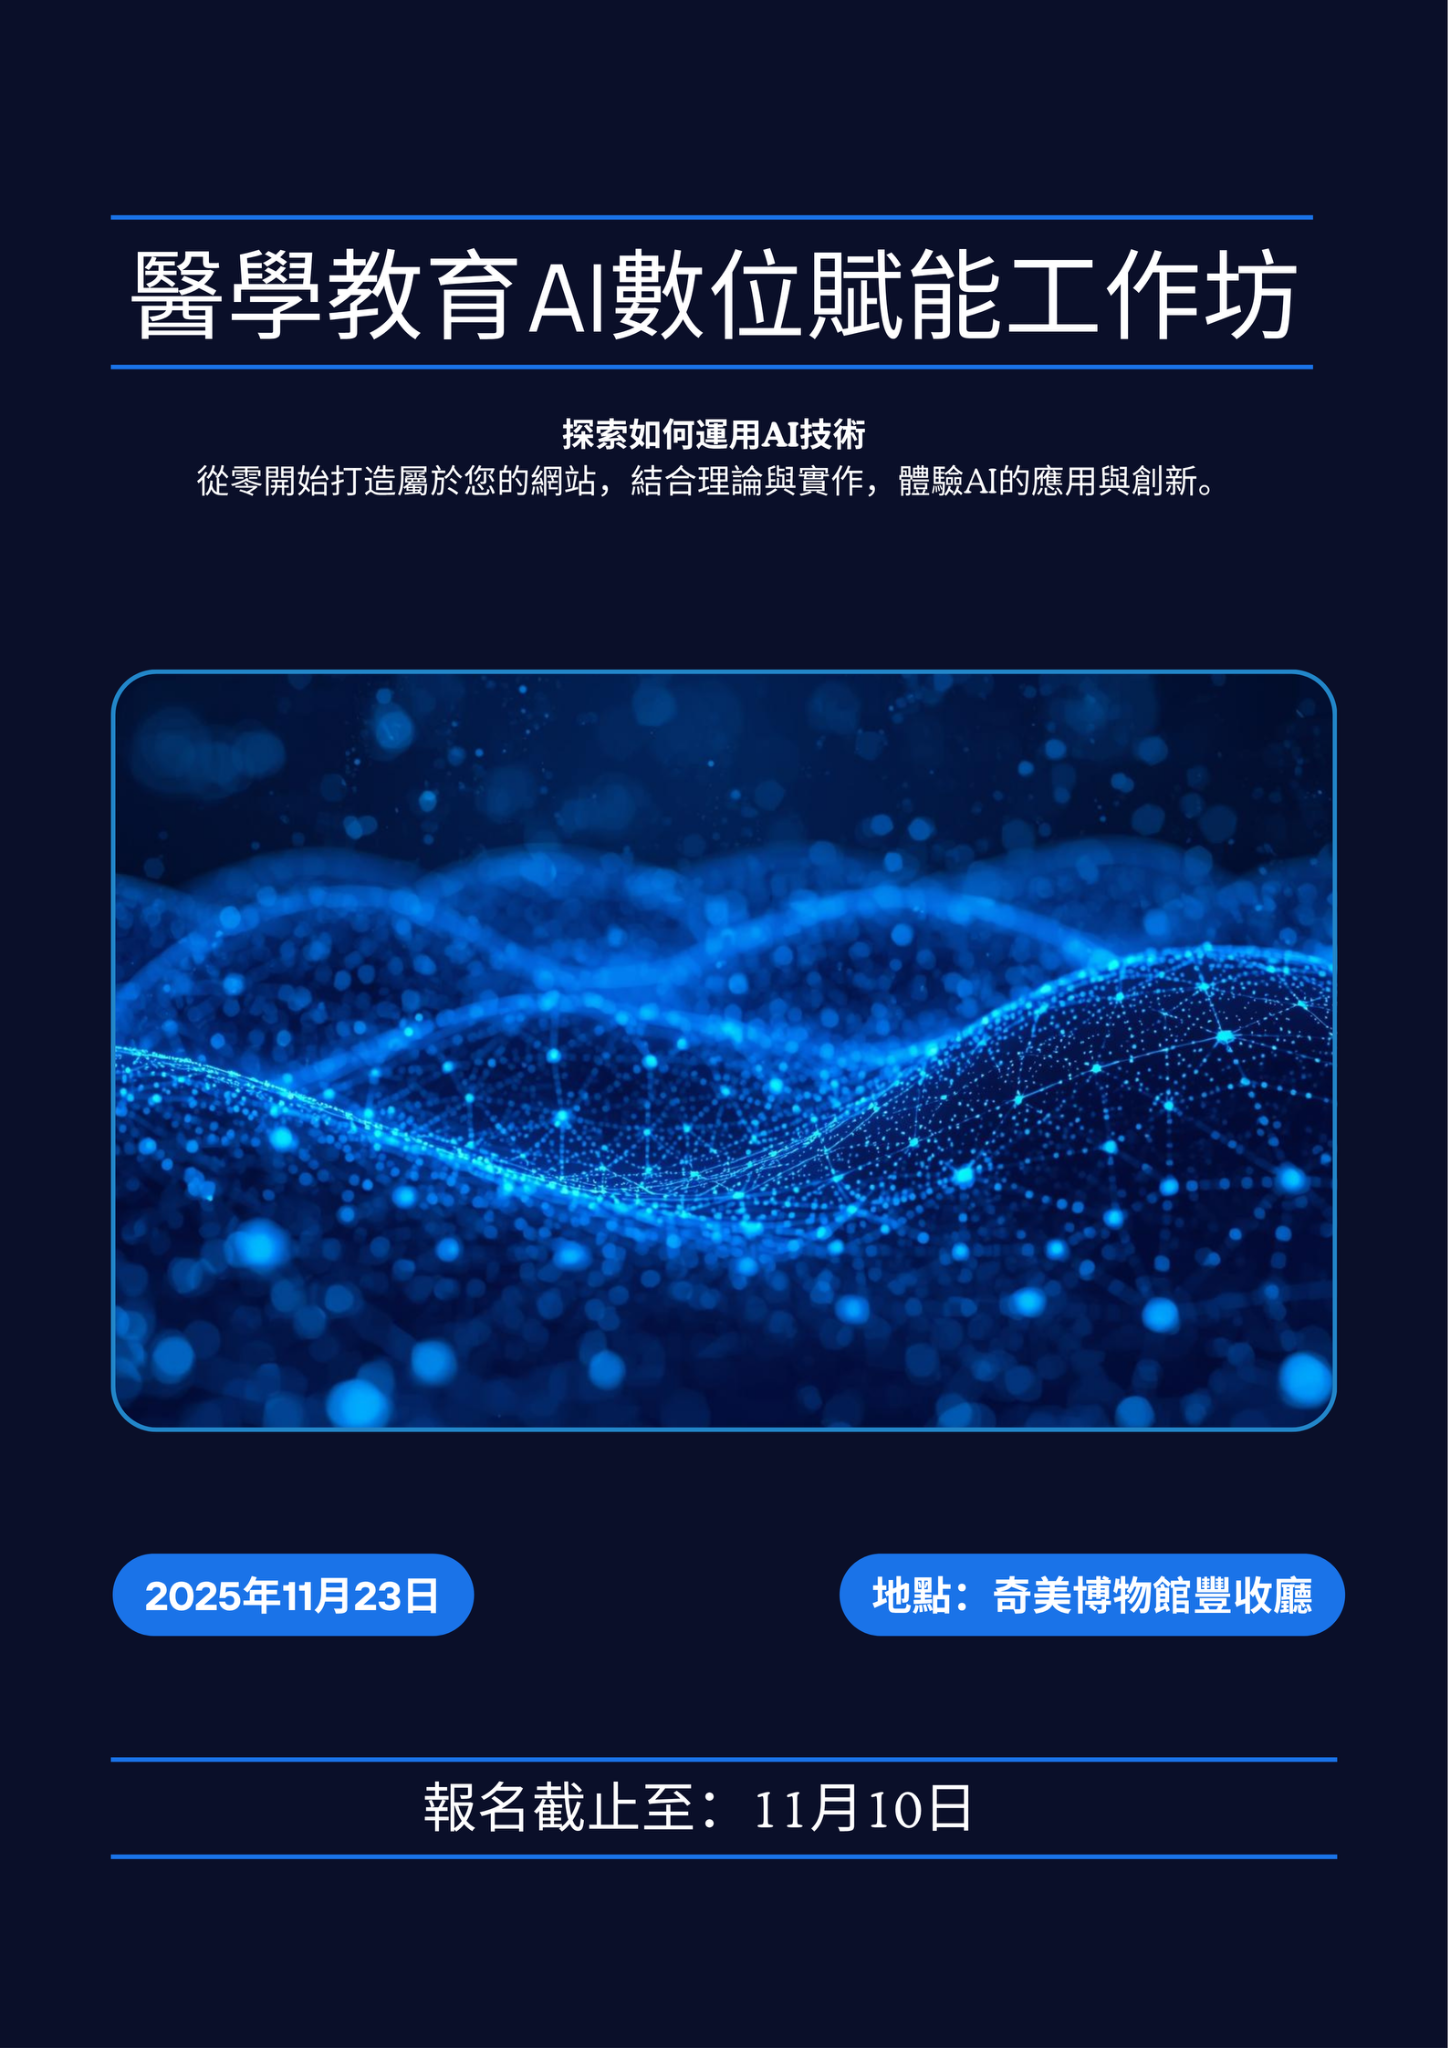 醫學教育AI數位賦能工作坊
探索如何運用AI技術
從零開始打造屬於您的網站，結合理論與實作，體驗AI的應用與創新。
2025年11月23日
地點：奇美博物館豐收廳
報名截止至：11月10日